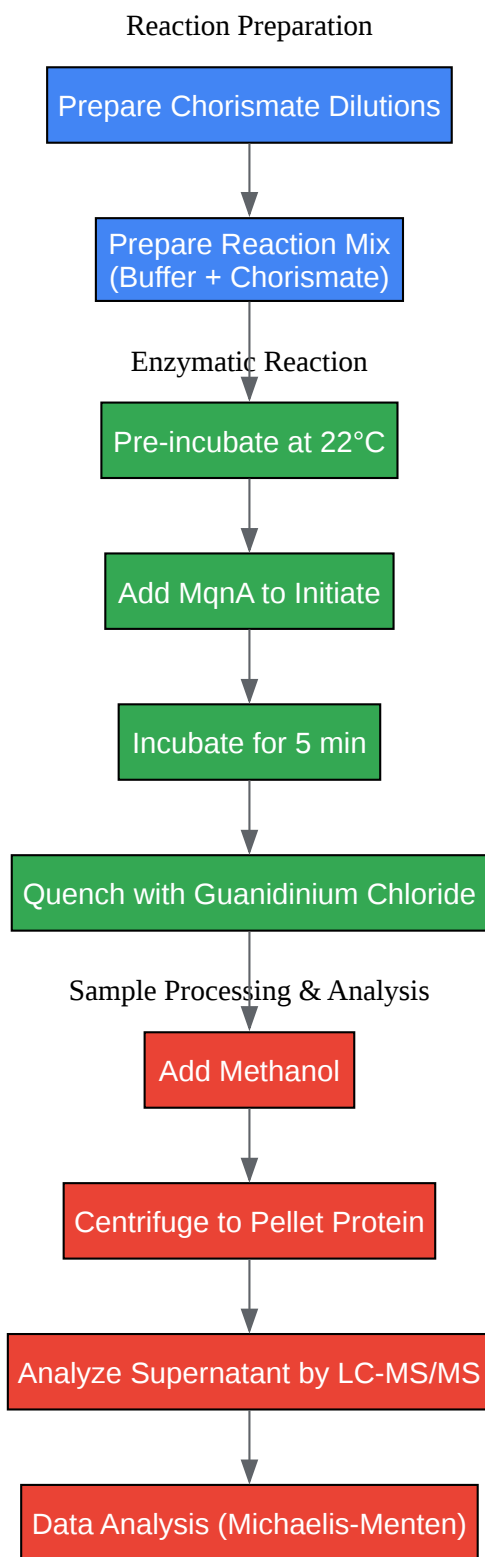 Reaction Preparation
Prepare Chorismate Dilutions
Prepare Reaction Mix
(Buffer + Chorismate)
Enzymatic Reaction
Pre-incubate at 22°C
Add MqnA to Initiate
Incubate for 5 min
Quench with Guanidinium Chloride
Sample Processing & Analysis
Add Methanol
Centrifuge to Pellet Protein
Analyze Supernatant by LC-MS/MS
Data Analysis (Michaelis-Menten)